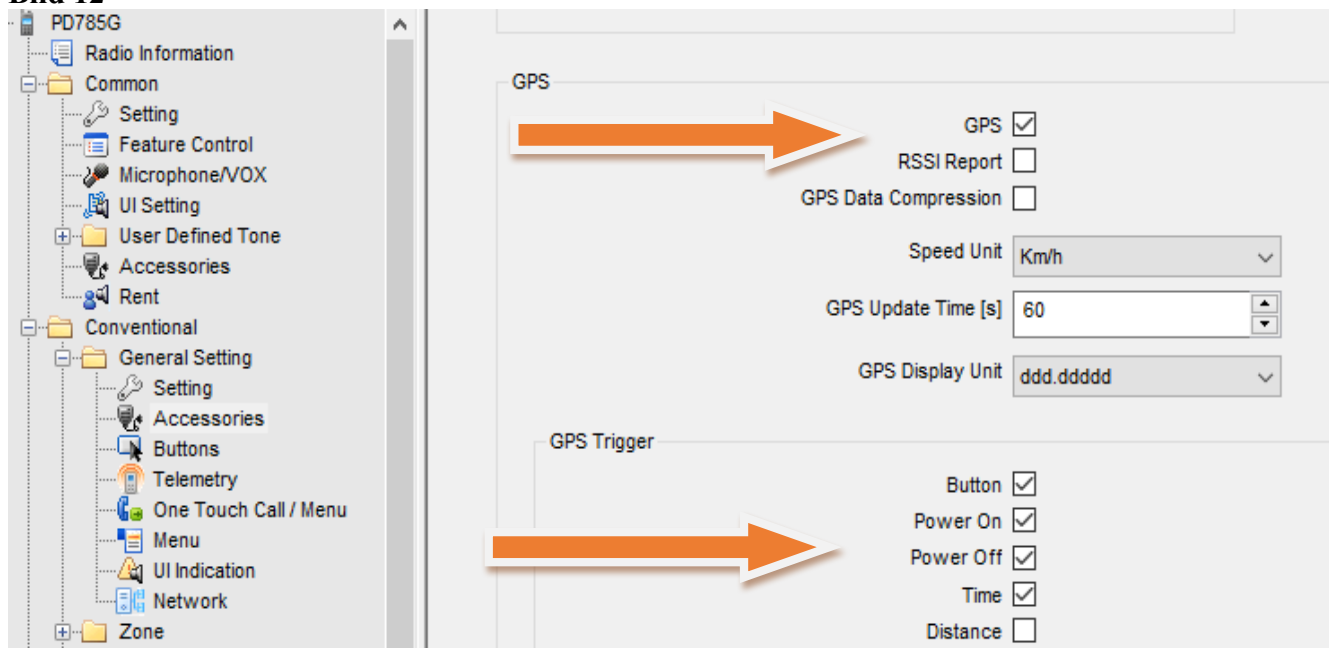 PD785G
Radio Information
Common
Setting
Feature Control
Microphone/VOX
UI Setting
User Defined Tone
Accessories
Rent
Conventional
General Setting
Setting
Accessories
Buttons
Telemetry
One Touch Call / Menu
Menu
UI Indication
Network
Zone
GPS
GPS
RSSI Report
GPS Data Compression
Speed Unit Km/h
GPS Update Time [s] 60
GPS Display Unit ddd.ddddd
GPS Trigger
Button
Power On
Power Off
Time
Distance